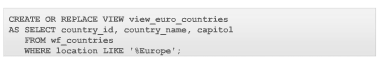 CREATE OR REPLACE VIEW view_euro_countries
AS SELECT country_id, country_name, capitol
FROM wf_countries
WHERE location LIKE '%Europe';